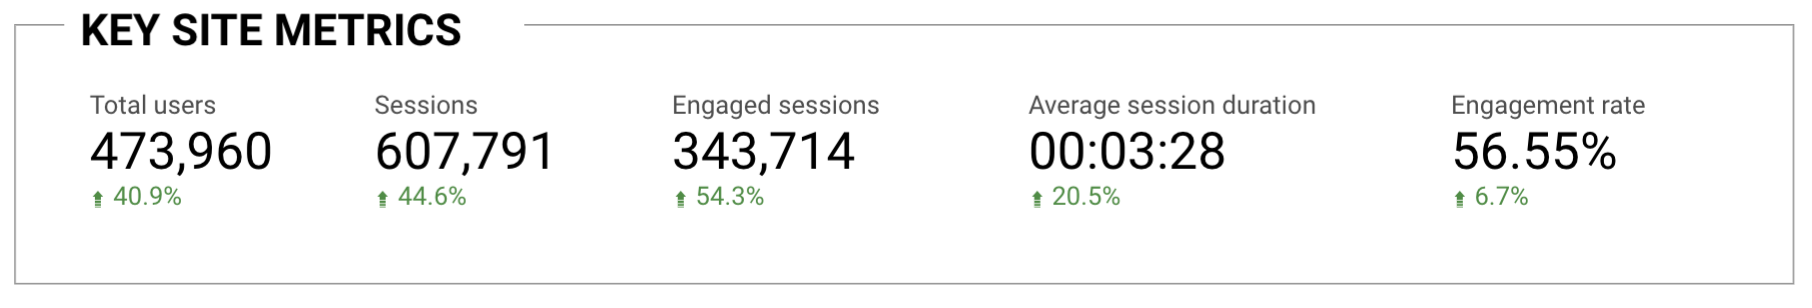 KEY SITE METRICS
Total users
473,960
40.9%
Sessions
607,791
44.6%
Engaged sessions
343,714
54.3%
Average session duration
00:03:28
20.5%
Engagement rate
56.55%
6.7%